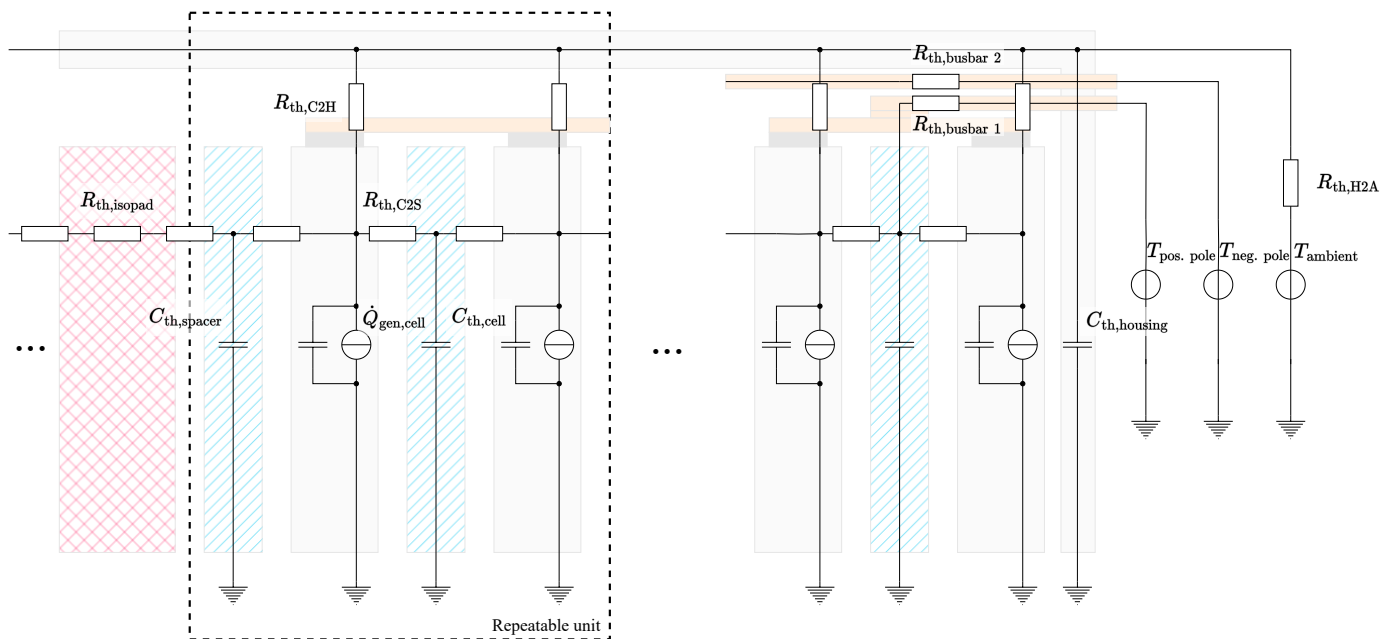 R_th,busbar 2
R_th,C2H
R_th,busbar 1
R_th,isopad
R_th,C2S
R_th,H2A
T_pos. pole T_neg. pole T_ambient
C_th,spacer
Q̇_gen,cell
C_th,cell
C_th,housing
...
...
Repeatable unit